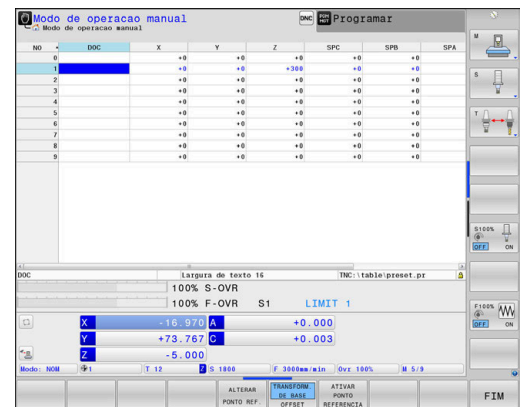 Modo de operacao manual
DNC
Programar
Modo de operacao manual
NO DOC X Y Z SPC SPB SPA
0 +0 +0 +0 +0 +0
1 +0 +0 +300 +0 +0
2 +0 +0 +0 +0 +0
3 +0 +0 +0 +0 +0
4 +0 +0 +0 +0 +0
5 +0 +0 +0 +0 +0
6 +0 +0 +0 +0 +0
7 +0 +0 +0 +0 +0
8 +0 +0 +0 +0 +0
9 +0 +0 +0 +0 +0
DOC Largura de texto 16 TNC:\table\preset.pr
100% S-OVR
100% F-OVR S1 LIMIT 1
X -16.970 A +0.000
Y +73.767 C +0.003
Z -5.000
Modo: NOM 1 T 12 Z S 1800 F 3000mm/min Ovr 100% M 5/9
M
S
T
S100%
OFF ON
F100%
OFF ON
ALTERAR PONTO REF.
TRANSFORM. DE BASE OFFSET
ATIVAR PONTO REFERENCIA
FIM